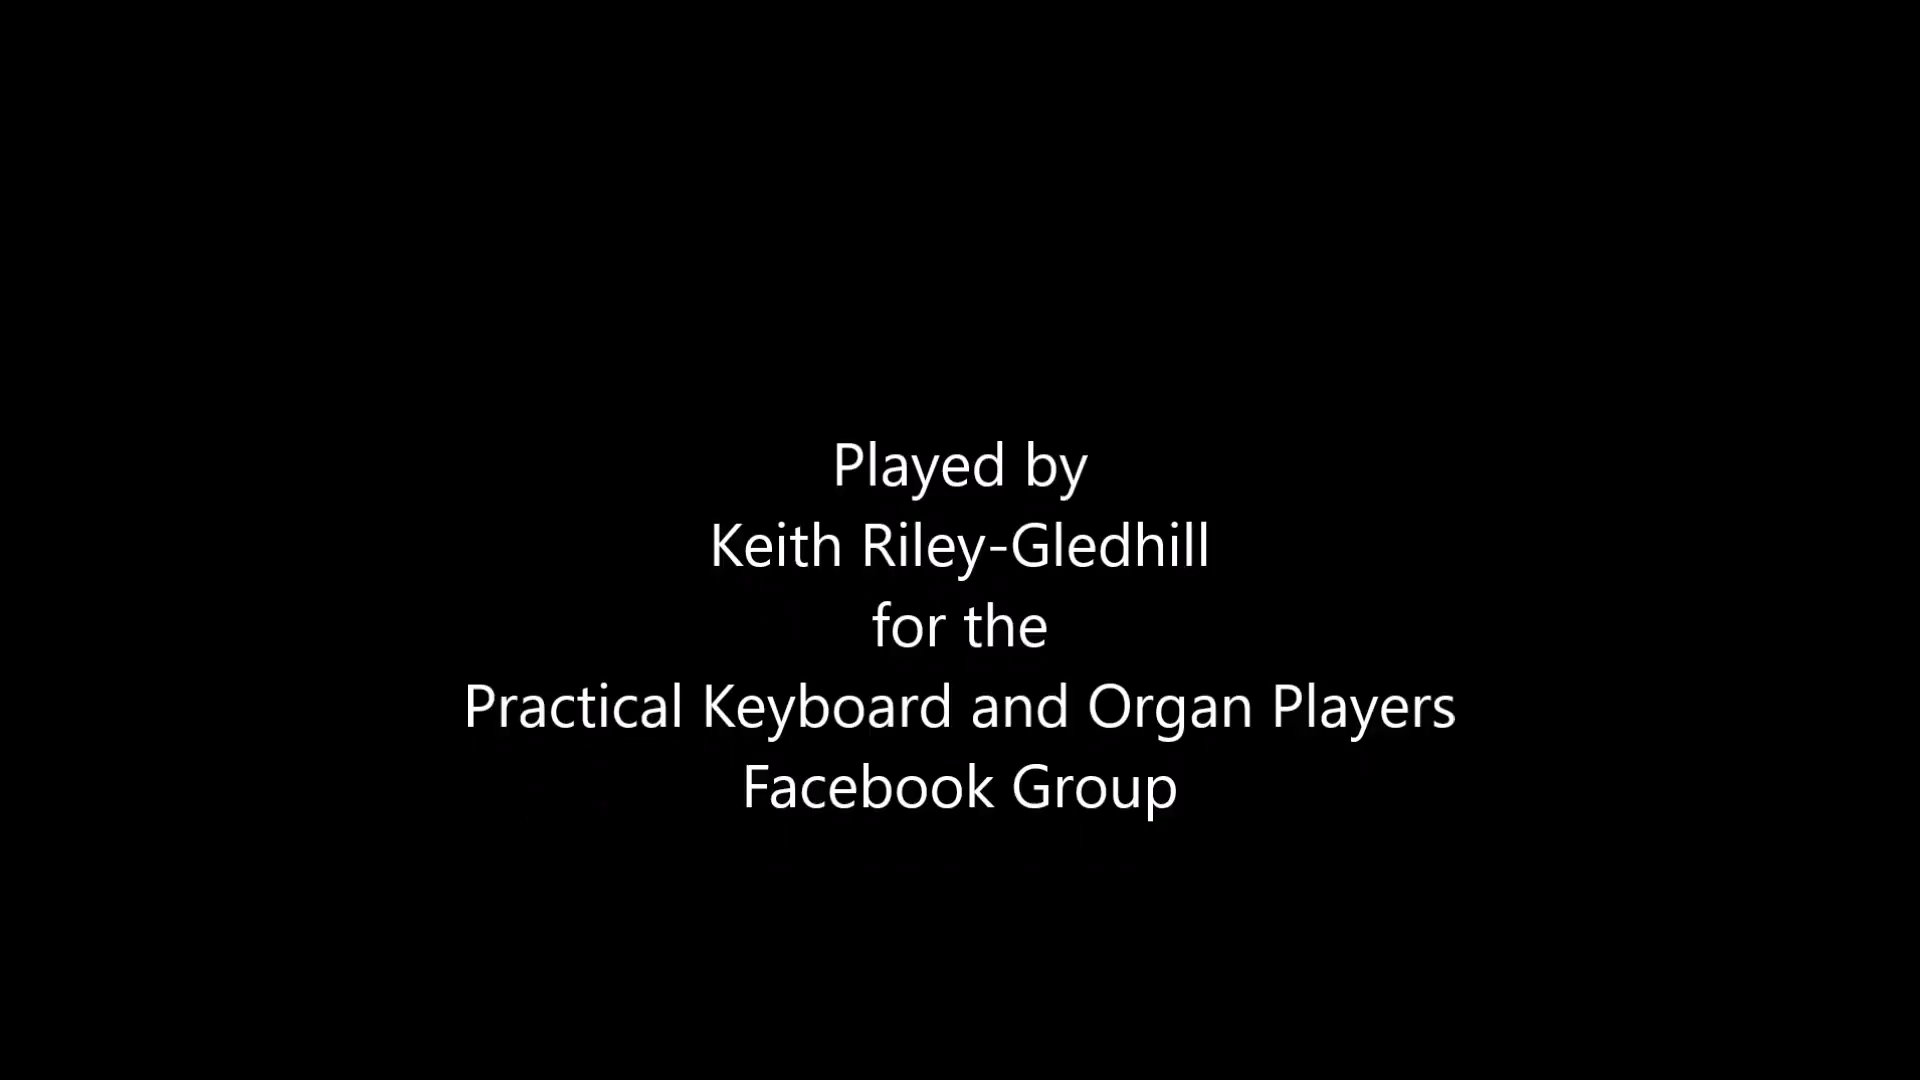 Played by
Keith Riley-Gledhill
for the
Practical Keyboard and Organ Players
Facebook Group